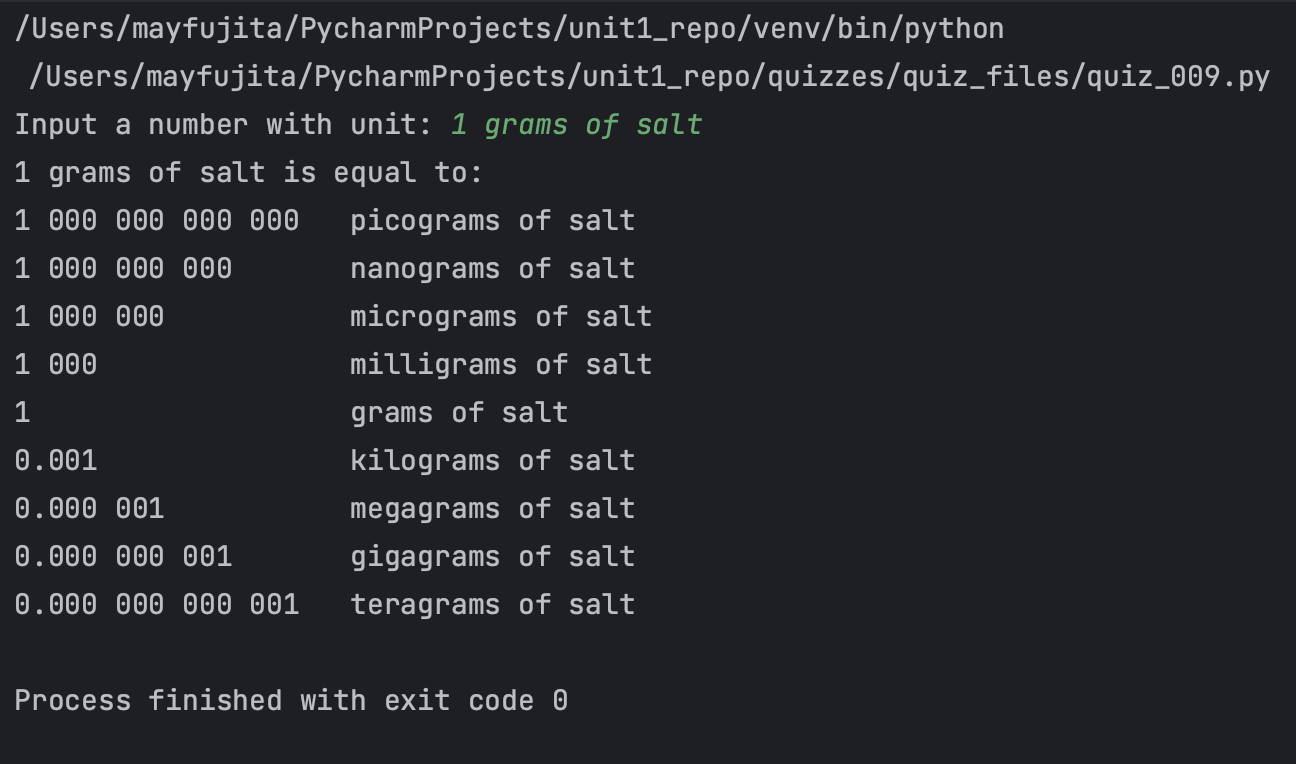 /Users/mayfujita/PycharmProjects/unit1_repo/venv/bin/python
/Users/mayfujita/PycharmProjects/unit1_repo/quizzes/quiz_files/quiz_009.py
Input a number with unit: 1 grams of salt
1 grams of salt is equal to:
1 000 000 000 000   picograms of salt
1 000 000 000       nanograms of salt
1 000 000           micrograms of salt
1 000               milligrams of salt
1                   grams of salt
0.001               kilograms of salt
0.000 001           megagrams of salt
0.000 000 001       gigagrams of salt
0.000 000 000 001   teragrams of salt
Process finished with exit code 0